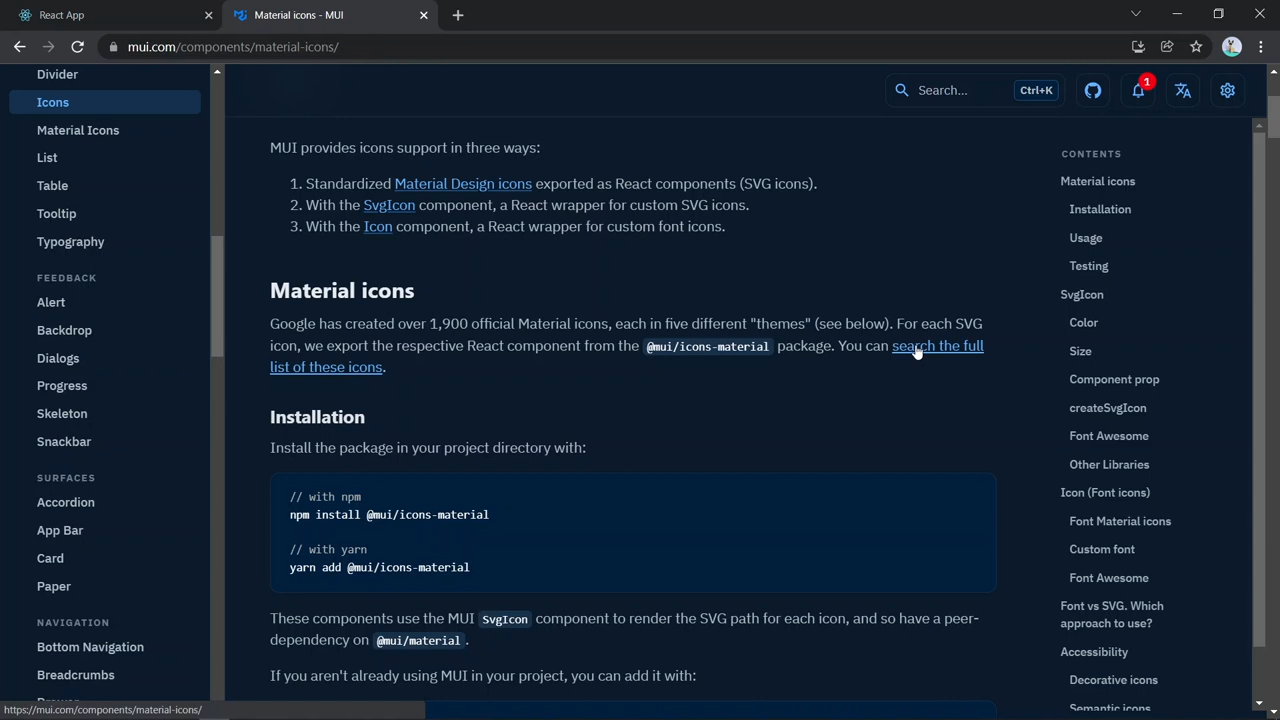 React App
Material icons - MUI
mui.com/components/material-icons/
Divider
Icons
Material Icons
List
Table
Tooltip
Typography
FEEDBACK
Alert
Backdrop
Dialogs
Progress
Skeleton
Snackbar
SURFACES
Accordion
App Bar
Card
Paper
NAVIGATION
Bottom Navigation
Breadcrumbs
Search...
Ctrl+K
1
MUI provides icons support in three ways:
1. Standardized Material Design icons exported as React components (SVG icons).
2. With the SvgIcon component, a React wrapper for custom SVG icons.
3. With the Icon component, a React wrapper for custom font icons.
Material icons
Google has created over 1,900 official Material icons, each in five different "themes" (see below). For each SVG
icon, we export the respective React component from the @mui/icons-material package. You can search the full
list of these icons.
Installation
Install the package in your project directory with:
// with npm
npm install @mui/icons-material
// with yarn
yarn add @mui/icons-material
These components use the MUI SvgIcon component to render the SVG path for each icon, and so have a peer-
dependency on @mui/material.
If you aren't already using MUI in your project, you can add it with:
CONTENTS
Material icons
Installation
Usage
Testing
SvgIcon
Color
Size
Component prop
createSvgIcon
Font Awesome
Other Libraries
Icon (Font icons)
Font Material icons
Custom font
Font Awesome
Font vs SVG. Which
approach to use?
Accessibility
Decorative icons
Semantic icons
https://mui.com/components/material-icons/